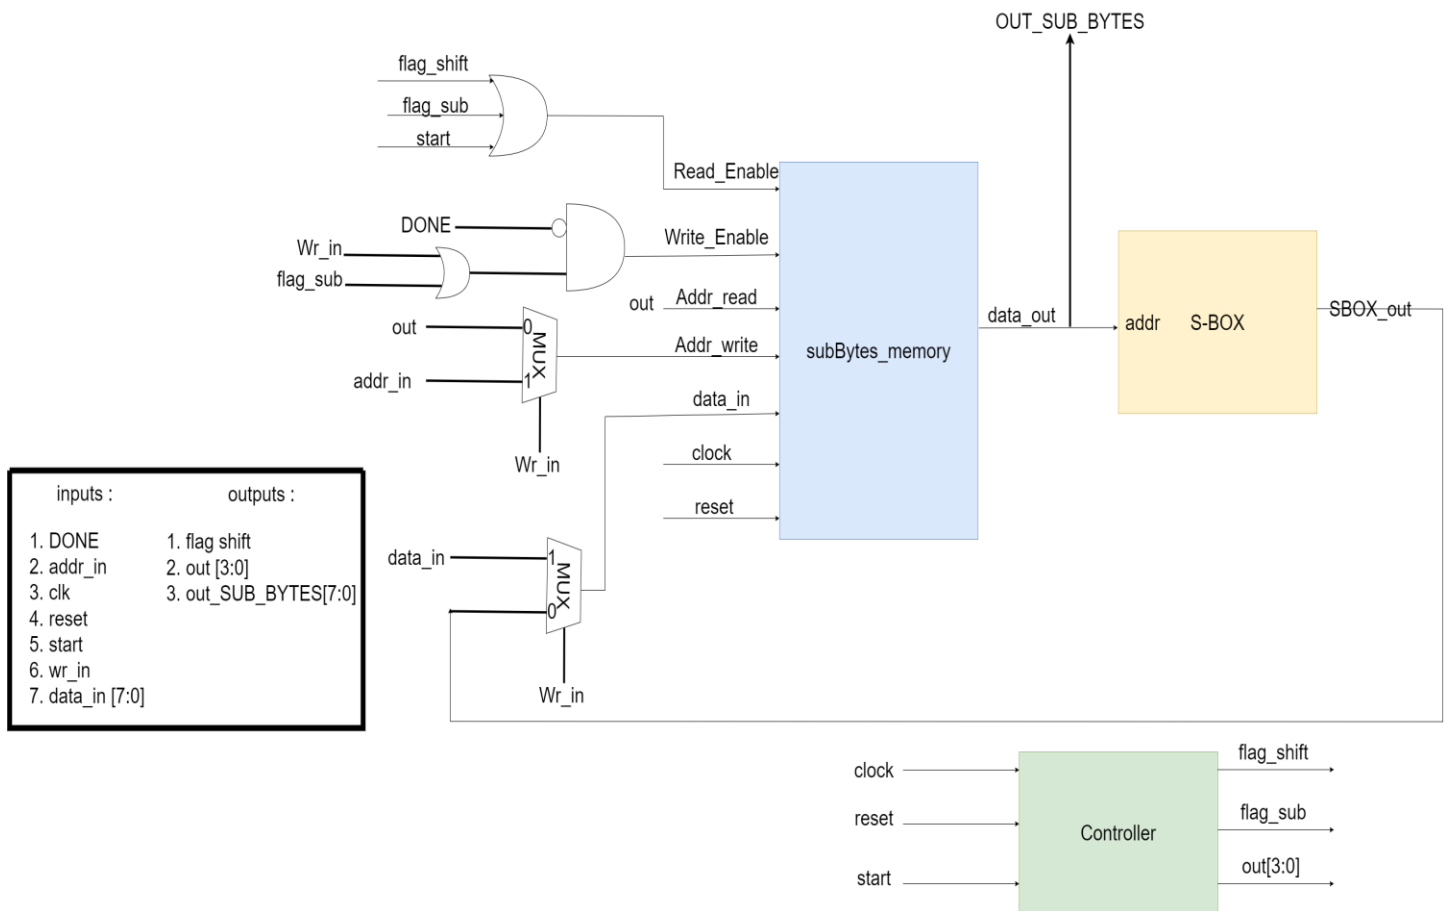 OUT_SUB_BYTES
flag_shift
flag_sub
start
Read_Enable
DONE
Wr_in
flag_sub
Write_Enable
out
Addr_read
out
0
MUX
1
addr_in
Wr_in
Addr_write
data_in
clock
reset
subBytes_memory
data_out
addr
S-BOX
SBOX_out
data_in
1
MUX
0
Wr_in
inputs :
outputs :
1. DONE
2. addr_in
3. clk
4. reset
5. start
6. wr_in
7. data_in [7:0]
1. flag shift
2. out [3:0]
3. out_SUB_BYTES[7:0]
clock
reset
start
Controller
flag_shift
flag_sub
out[3:0]